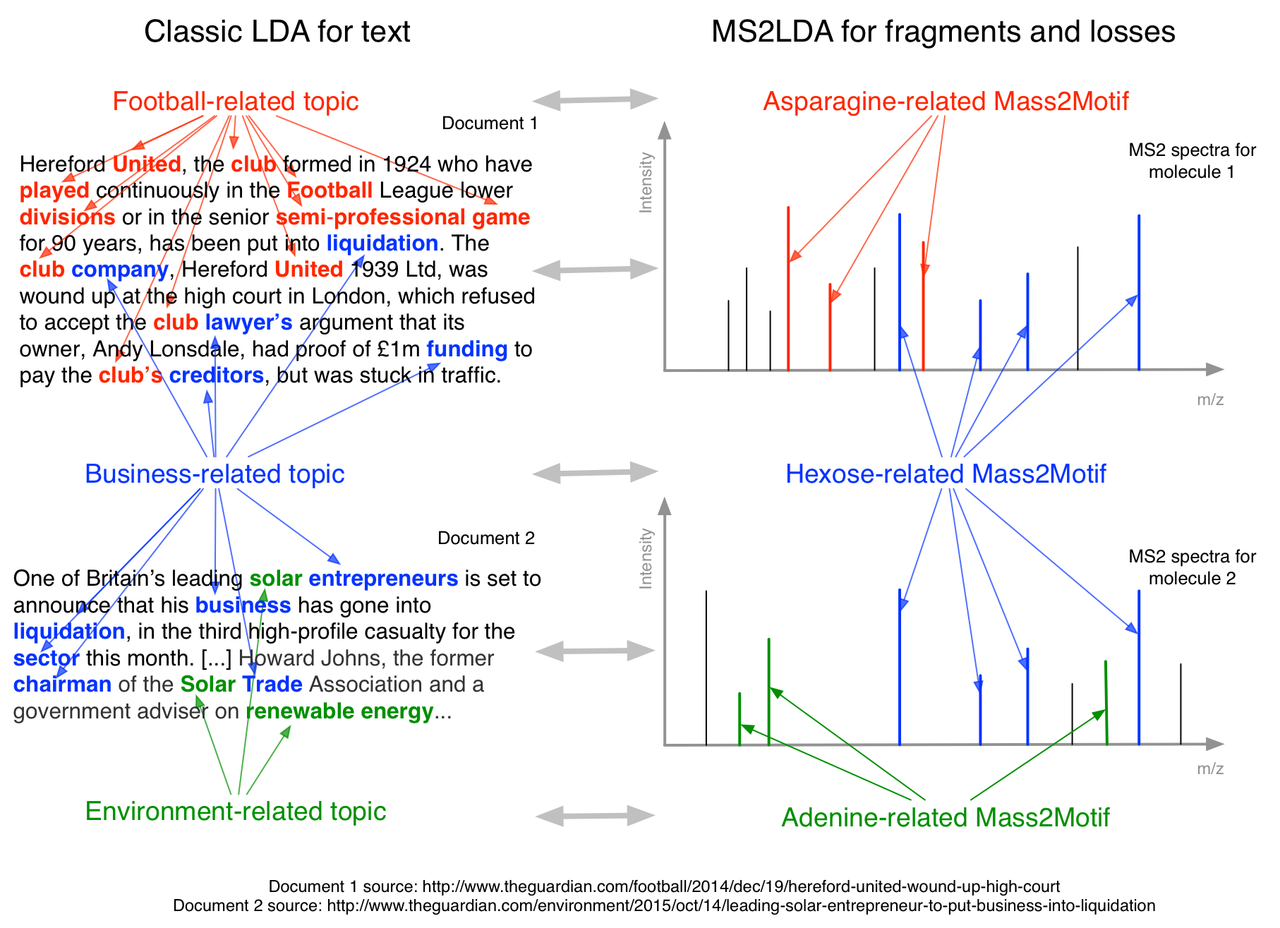 Classic LDA for text
MS2LDA for fragments and losses
Football-related topic
Asparagine-related Mass2Motif
Document 1
Hereford United, the club formed in 1924 who have
played continuously in the Football League lower
divisions or in the senior semi-professional game
for 90 years, has been put into liquidation. The
club company, Hereford United 1939 Ltd, was
wound up at the high court in London, which refused
to accept the club lawyer's argument that its
owner, Andy Lonsdale, had proof of £1m funding to
pay the club's creditors, but was stuck in traffic.
Intensity
MS2 spectra for
molecule 1
m/z
Business-related topic
Hexose-related Mass2Motif
Document 2
One of Britain's leading solar entrepreneurs is set to
announce that his business has gone into
liquidation, in the third high-profile casualty for the
sector this month. [...] Howard Johns, the former
chairman of the Solar Trade Association and a
government adviser on renewable energy...
Intensity
MS2 spectra for
molecule 2
m/z
Environment-related topic
Adenine-related Mass2Motif
Document 1 source: http://www.theguardian.com/football/2014/dec/19/hereford-united-wound-up-high-court
Document 2 source: http://www.theguardian.com/environment/2015/oct/14/leading-solar-entrepreneur-to-put-business-into-liquidation